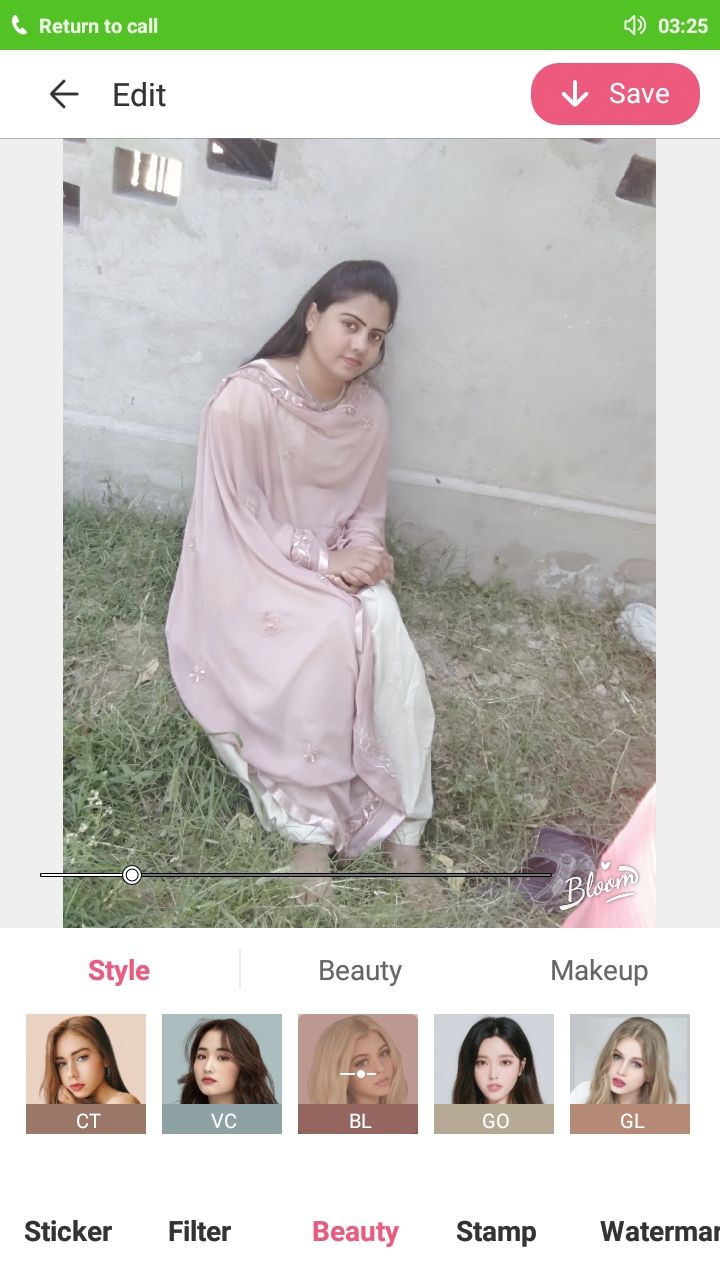 Return to call 03:25
Edit Save
Bloom
Style Beauty Makeup
CT VC BL GO GL
Sticker Filter Beauty Stamp Watermar